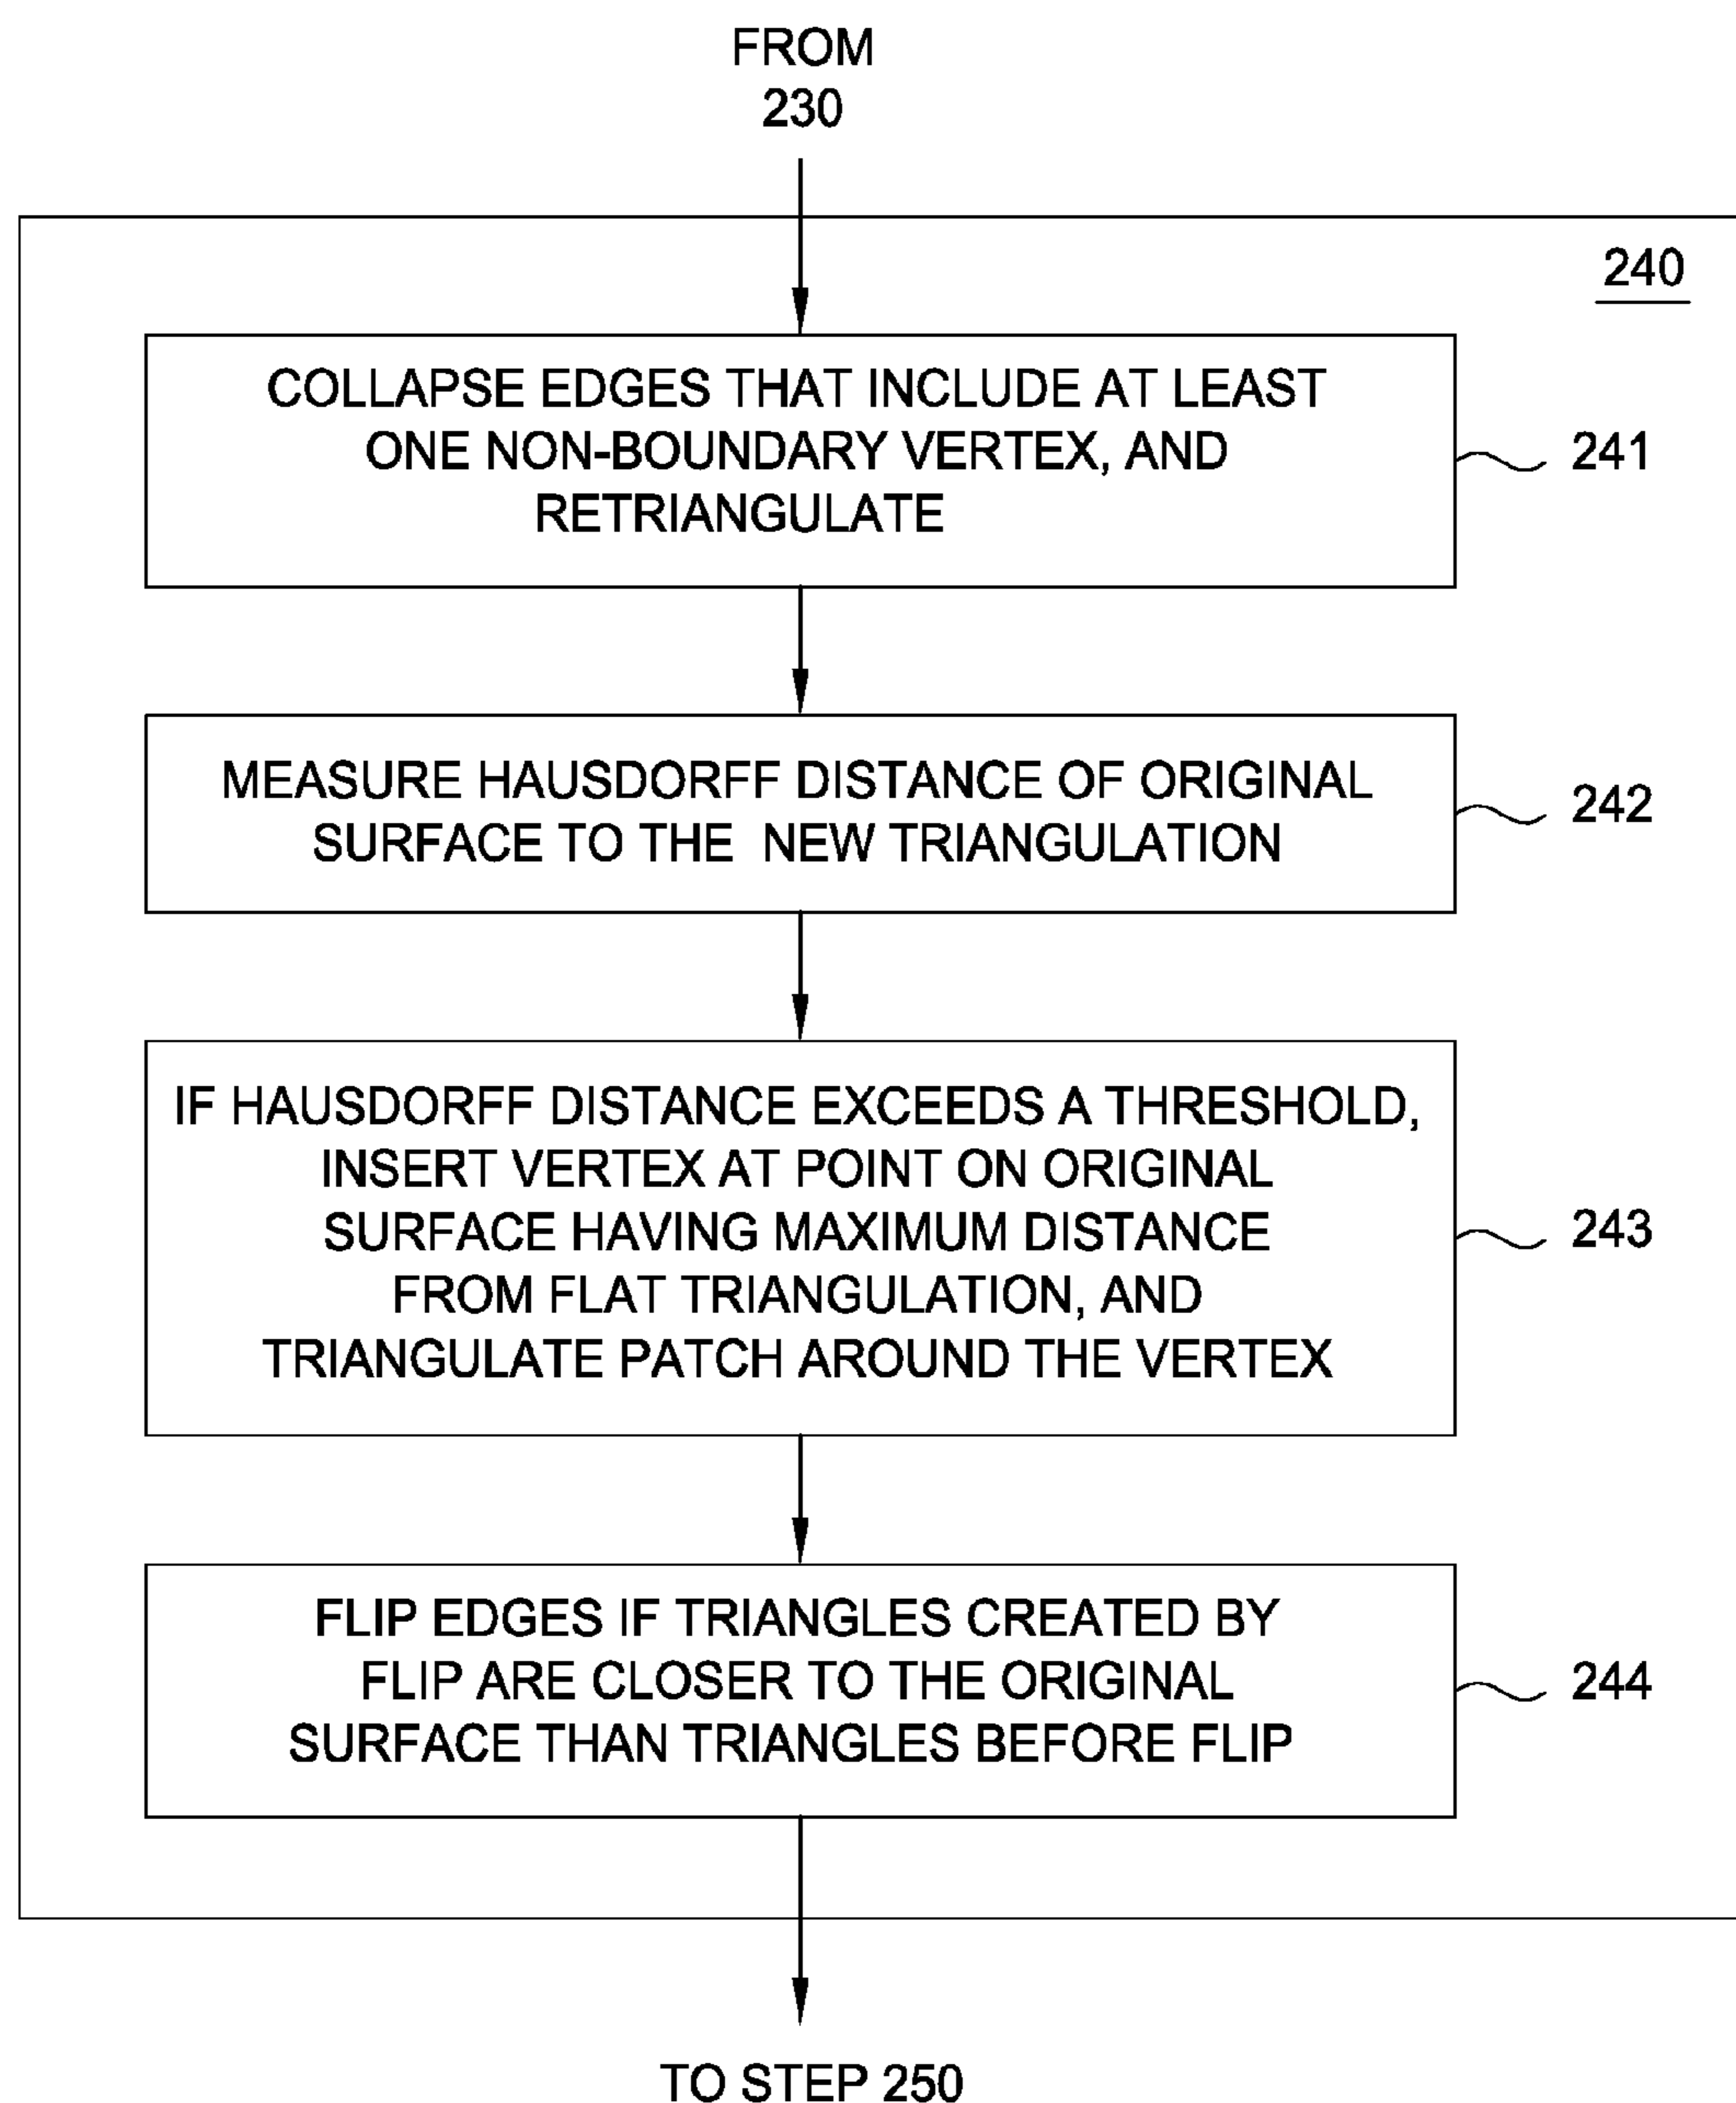 FROM
230
240
COLLAPSE EDGES THAT INCLUDE AT LEAST
ONE NON-BOUNDARY VERTEX, AND
RETRIANGULATE
241
MEASURE HAUSDORFF DISTANCE OF ORIGINAL
SURFACE TO THE NEW TRIANGULATION
242
IF HAUSDORFF DISTANCE EXCEEDS A THRESHOLD,
INSERT VERTEX AT POINT ON ORIGINAL
SURFACE HAVING MAXIMUM DISTANCE
FROM FLAT TRIANGULATION, AND
TRIANGULATE PATCH AROUND THE VERTEX
243
FLIP EDGES IF TRIANGLES CREATED BY
FLIP ARE CLOSER TO THE ORIGINAL
SURFACE THAN TRIANGLES BEFORE FLIP
244
TO STEP 250